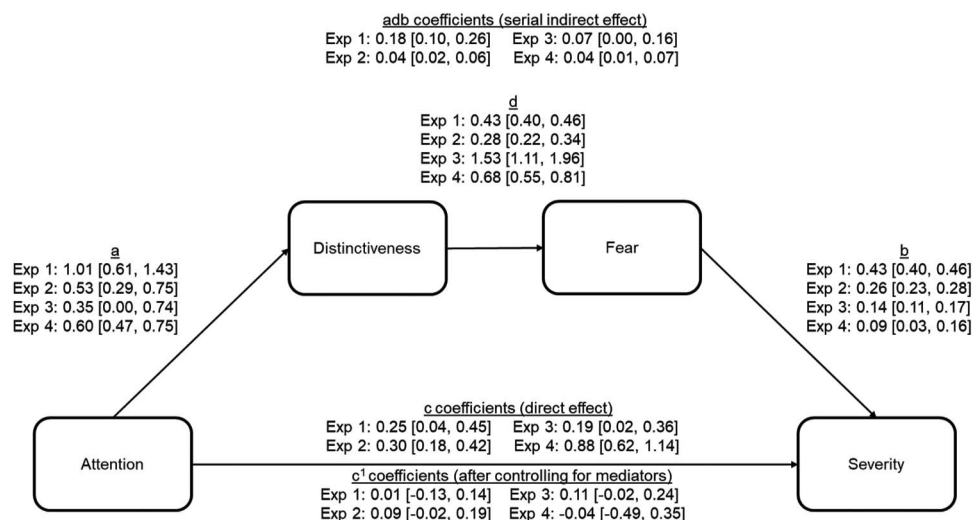 adb coefficients (serial indirect effect)
Exp 1: 0.18 [0.10, 0.26] Exp 3: 0.07 [0.00, 0.16]
Exp 2: 0.04 [0.02, 0.06] Exp 4: 0.04 [0.01, 0.07]
d
Exp 1: 0.43 [0.40, 0.46]
Exp 2: 0.28 [0.22, 0.34]
Exp 3: 1.53 [1.11, 1.96]
Exp 4: 0.68 [0.55, 0.81]
Distinctiveness
Fear
a
Exp 1: 1.01 [0.61, 1.43]
Exp 2: 0.53 [0.29, 0.75]
Exp 3: 0.35 [0.00, 0.74]
Exp 4: 0.60 [0.47, 0.75]
b
Exp 1: 0.43 [0.40, 0.46]
Exp 2: 0.26 [0.23, 0.28]
Exp 3: 0.14 [0.11, 0.17]
Exp 4: 0.09 [0.03, 0.16]
c coefficients (direct effect)
Exp 1: 0.25 [0.04, 0.45] Exp 3: 0.19 [0.02, 0.36]
Exp 2: 0.30 [0.18, 0.42] Exp 4: 0.88 [0.62, 1.14]
Attention
Severity
c¹ coefficients (after controlling for mediators)
Exp 1: 0.01 [-0.13, 0.14] Exp 3: 0.11 [-0.02, 0.24]
Exp 2: 0.09 [-0.02, 0.19] Exp 4: -0.04 [-0.49, 0.35]